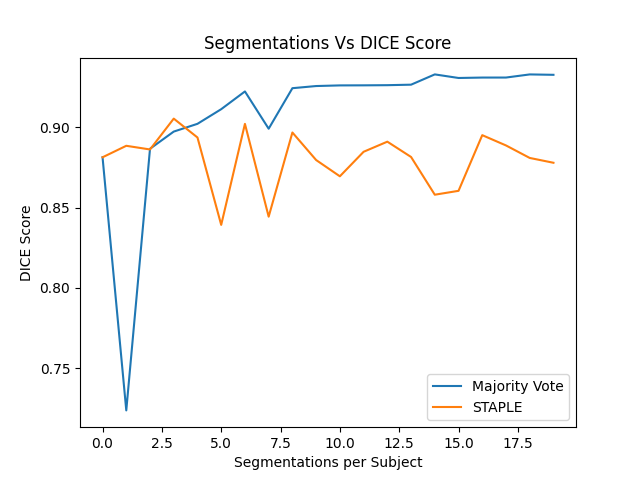 Segmentations Vs DICE Score
DICE Score
0.90
0.85
0.80
0.75
Majority Vote
STAPLE
0.0 2.5 5.0 7.5 10.0 12.5 15.0 17.5
Segmentations per Subject